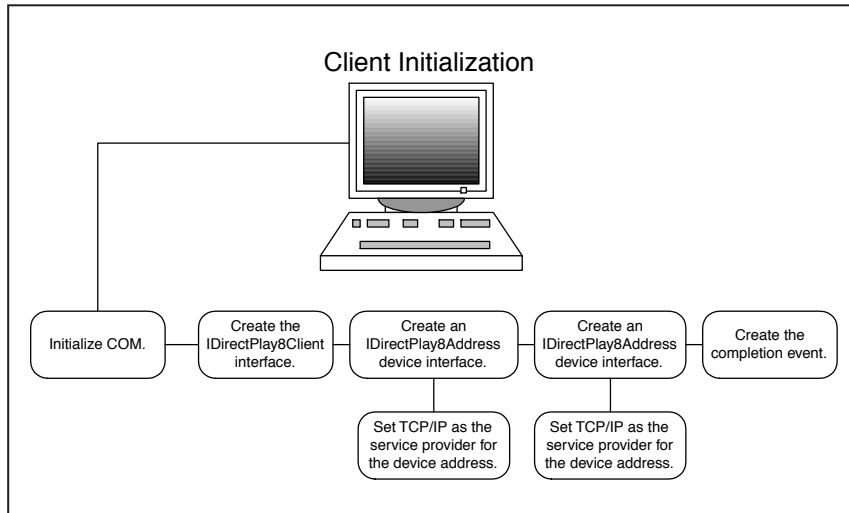 Client Initialization
Initialize COM.
Create the
IDirectPlay8Client
interface.
Create an
IDirectPlay8Address
device interface.
Create an
IDirectPlay8Address
device interface.
Create the
completion event.
Set TCP/IP as the
service provider for
the device address.
Set TCP/IP as the
service provider for
the device address.